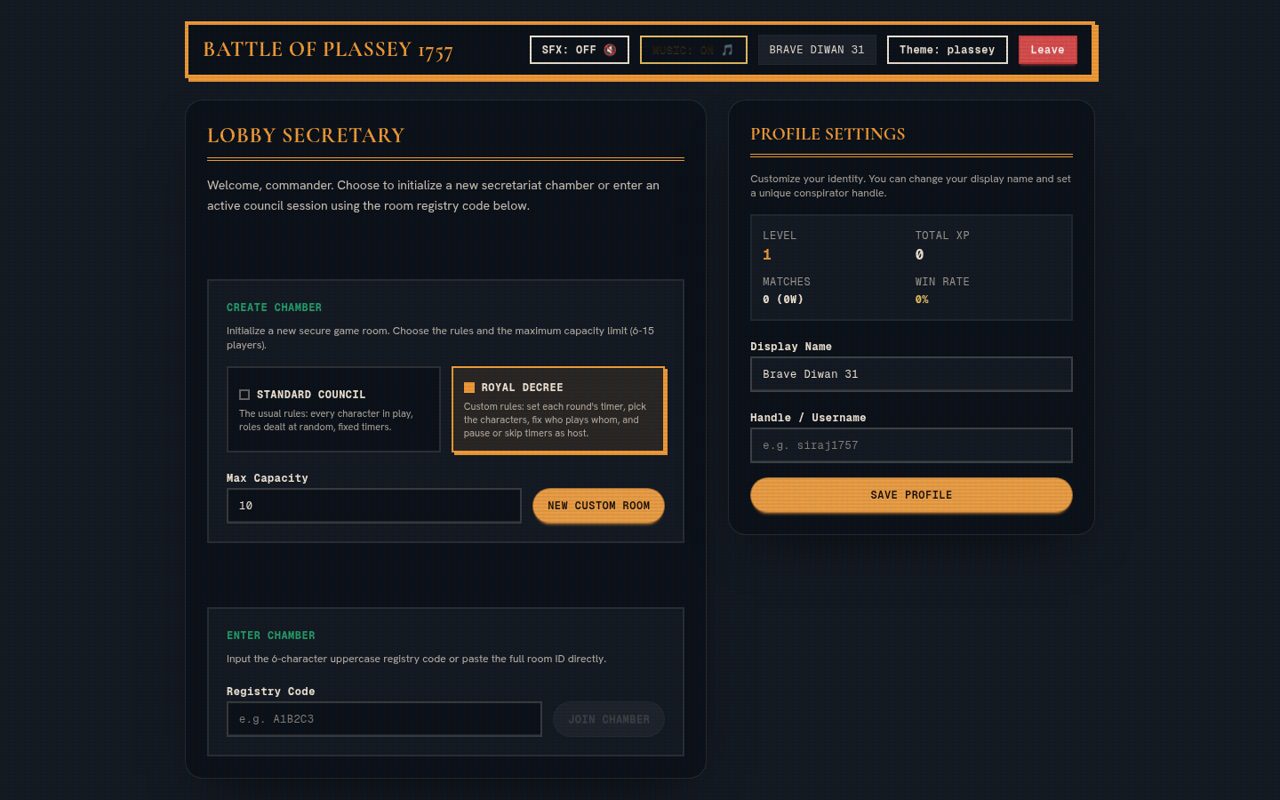 BATTLE OF PLASSEY 1757
SFX: OFF 🔇
MUSIC: ON 🎵
BRAVE DIWAN 31
Theme: plassey
Leave
LOBBY SECRETARY
Welcome, commander. Choose to initialize a new secretariat chamber or enter an
active council session using the room registry code below.
CREATE CHAMBER
Initialize a new secure game room. Choose the rules and the maximum capacity limit (6-15
players).
STANDARD COUNCIL
The usual rules: every character in play,
roles dealt at random, fixed timers.
ROYAL DECREE
Custom rules: set each round's timer, pick
the characters, fix who plays whom, and
pause or skip timers as host.
Max Capacity
10
NEW CUSTOM ROOM
ENTER CHAMBER
Input the 6-character uppercase registry code or paste the full room ID directly.
Registry Code
e.g. A1B2C3
JOIN CHAMBER
PROFILE SETTINGS
Customize your identity. You can change your display name and set
a unique conspirator handle.
LEVEL
1
TOTAL XP
0
MATCHES
0 (0W)
WIN RATE
0%
Display Name
Brave Diwan 31
Handle / Username
e.g. siraj1757
SAVE PROFILE